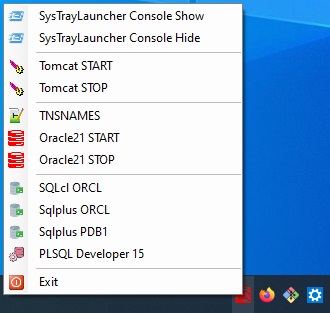 SysTrayLauncher Console Show
SysTrayLauncher Console Hide
Tomcat START
Tomcat STOP
TNSNAMES
Oracle21 START
Oracle21 STOP
SQLcl ORCL
Sqlplus ORCL
Sqlplus PDB1
PLSQL Developer 15
Exit